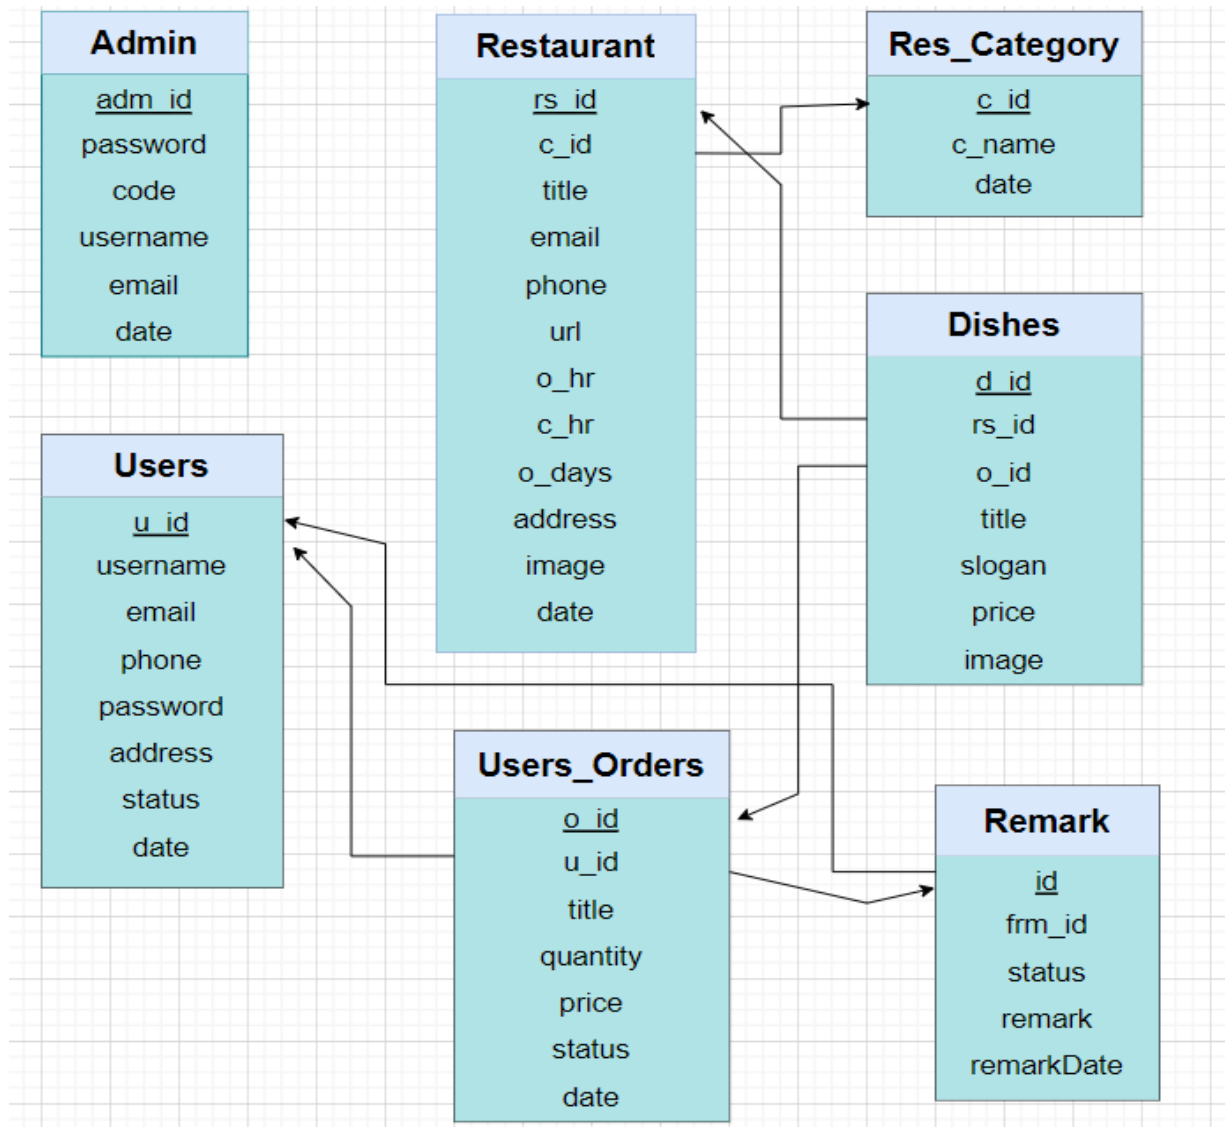 Admin
adm_id
password
code
username
email
date
Restaurant
rs_id
c_id
title
email
phone
url
o_hr
c_hr
o_days
address
image
date
Res_Category
c_id
c_name
date
Dishes
d_id
rs_id
o_id
title
slogan
price
image
Users
u_id
username
email
phone
password
address
status
date
Users_Orders
o_id
u_id
title
quantity
price
status
date
Remark
id
frm_id
status
remark
remarkDate